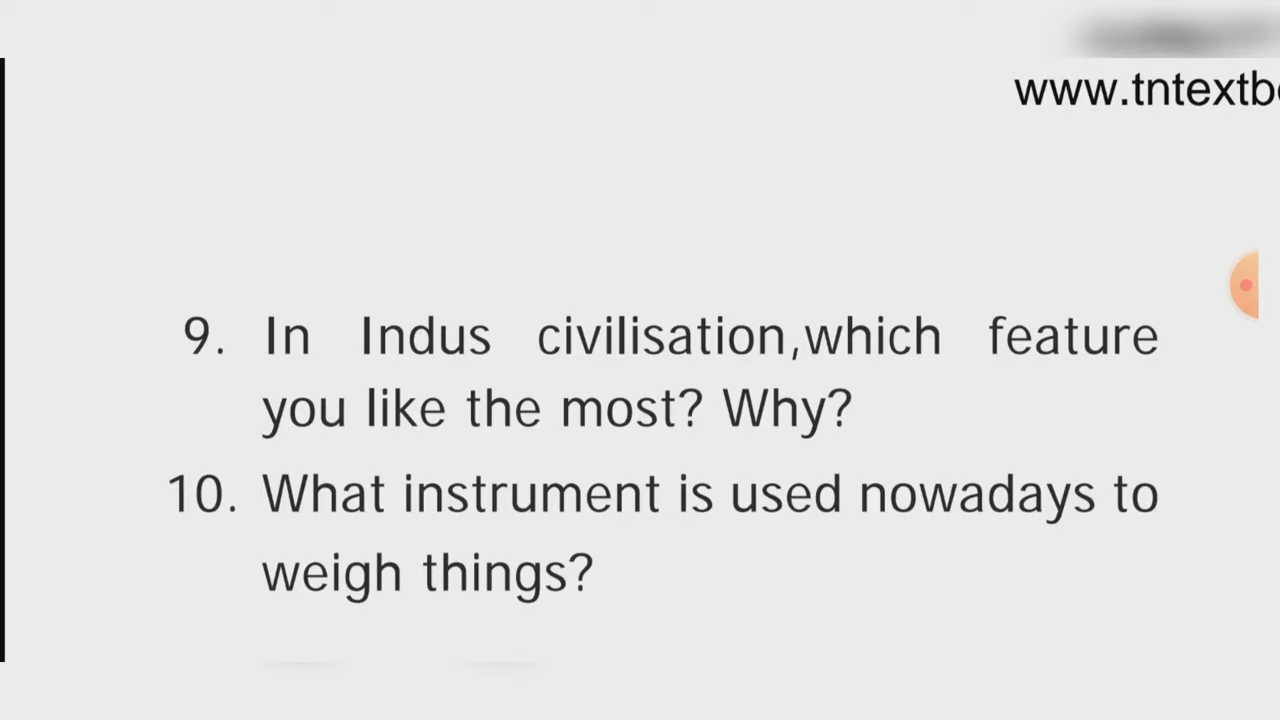 www.tntextb
9. In Indus civilisation,which feature
you like the most? Why?
10. What instrument is used nowadays to
weigh things?